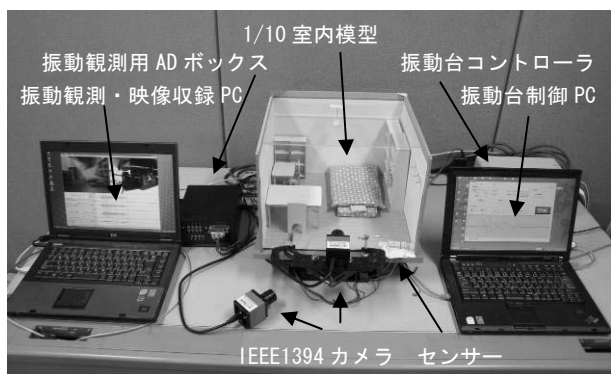 1/10 室内模型
振動観測用 AD ボックス
振動台コントローラ
振動観測・映像収録 PC
振動台制御 PC
IEEE1394 カメラ　センサー